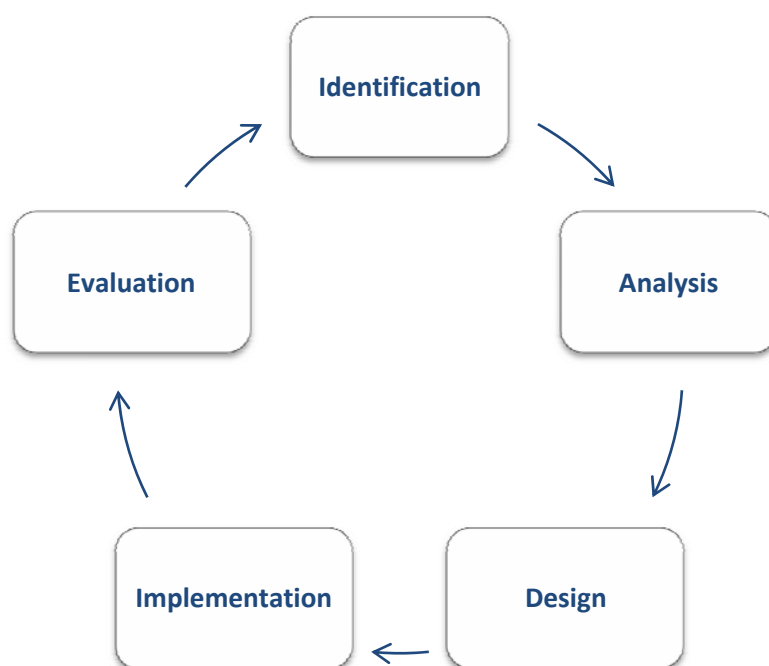 Identification
Analysis
Design
Implementation
Evaluation